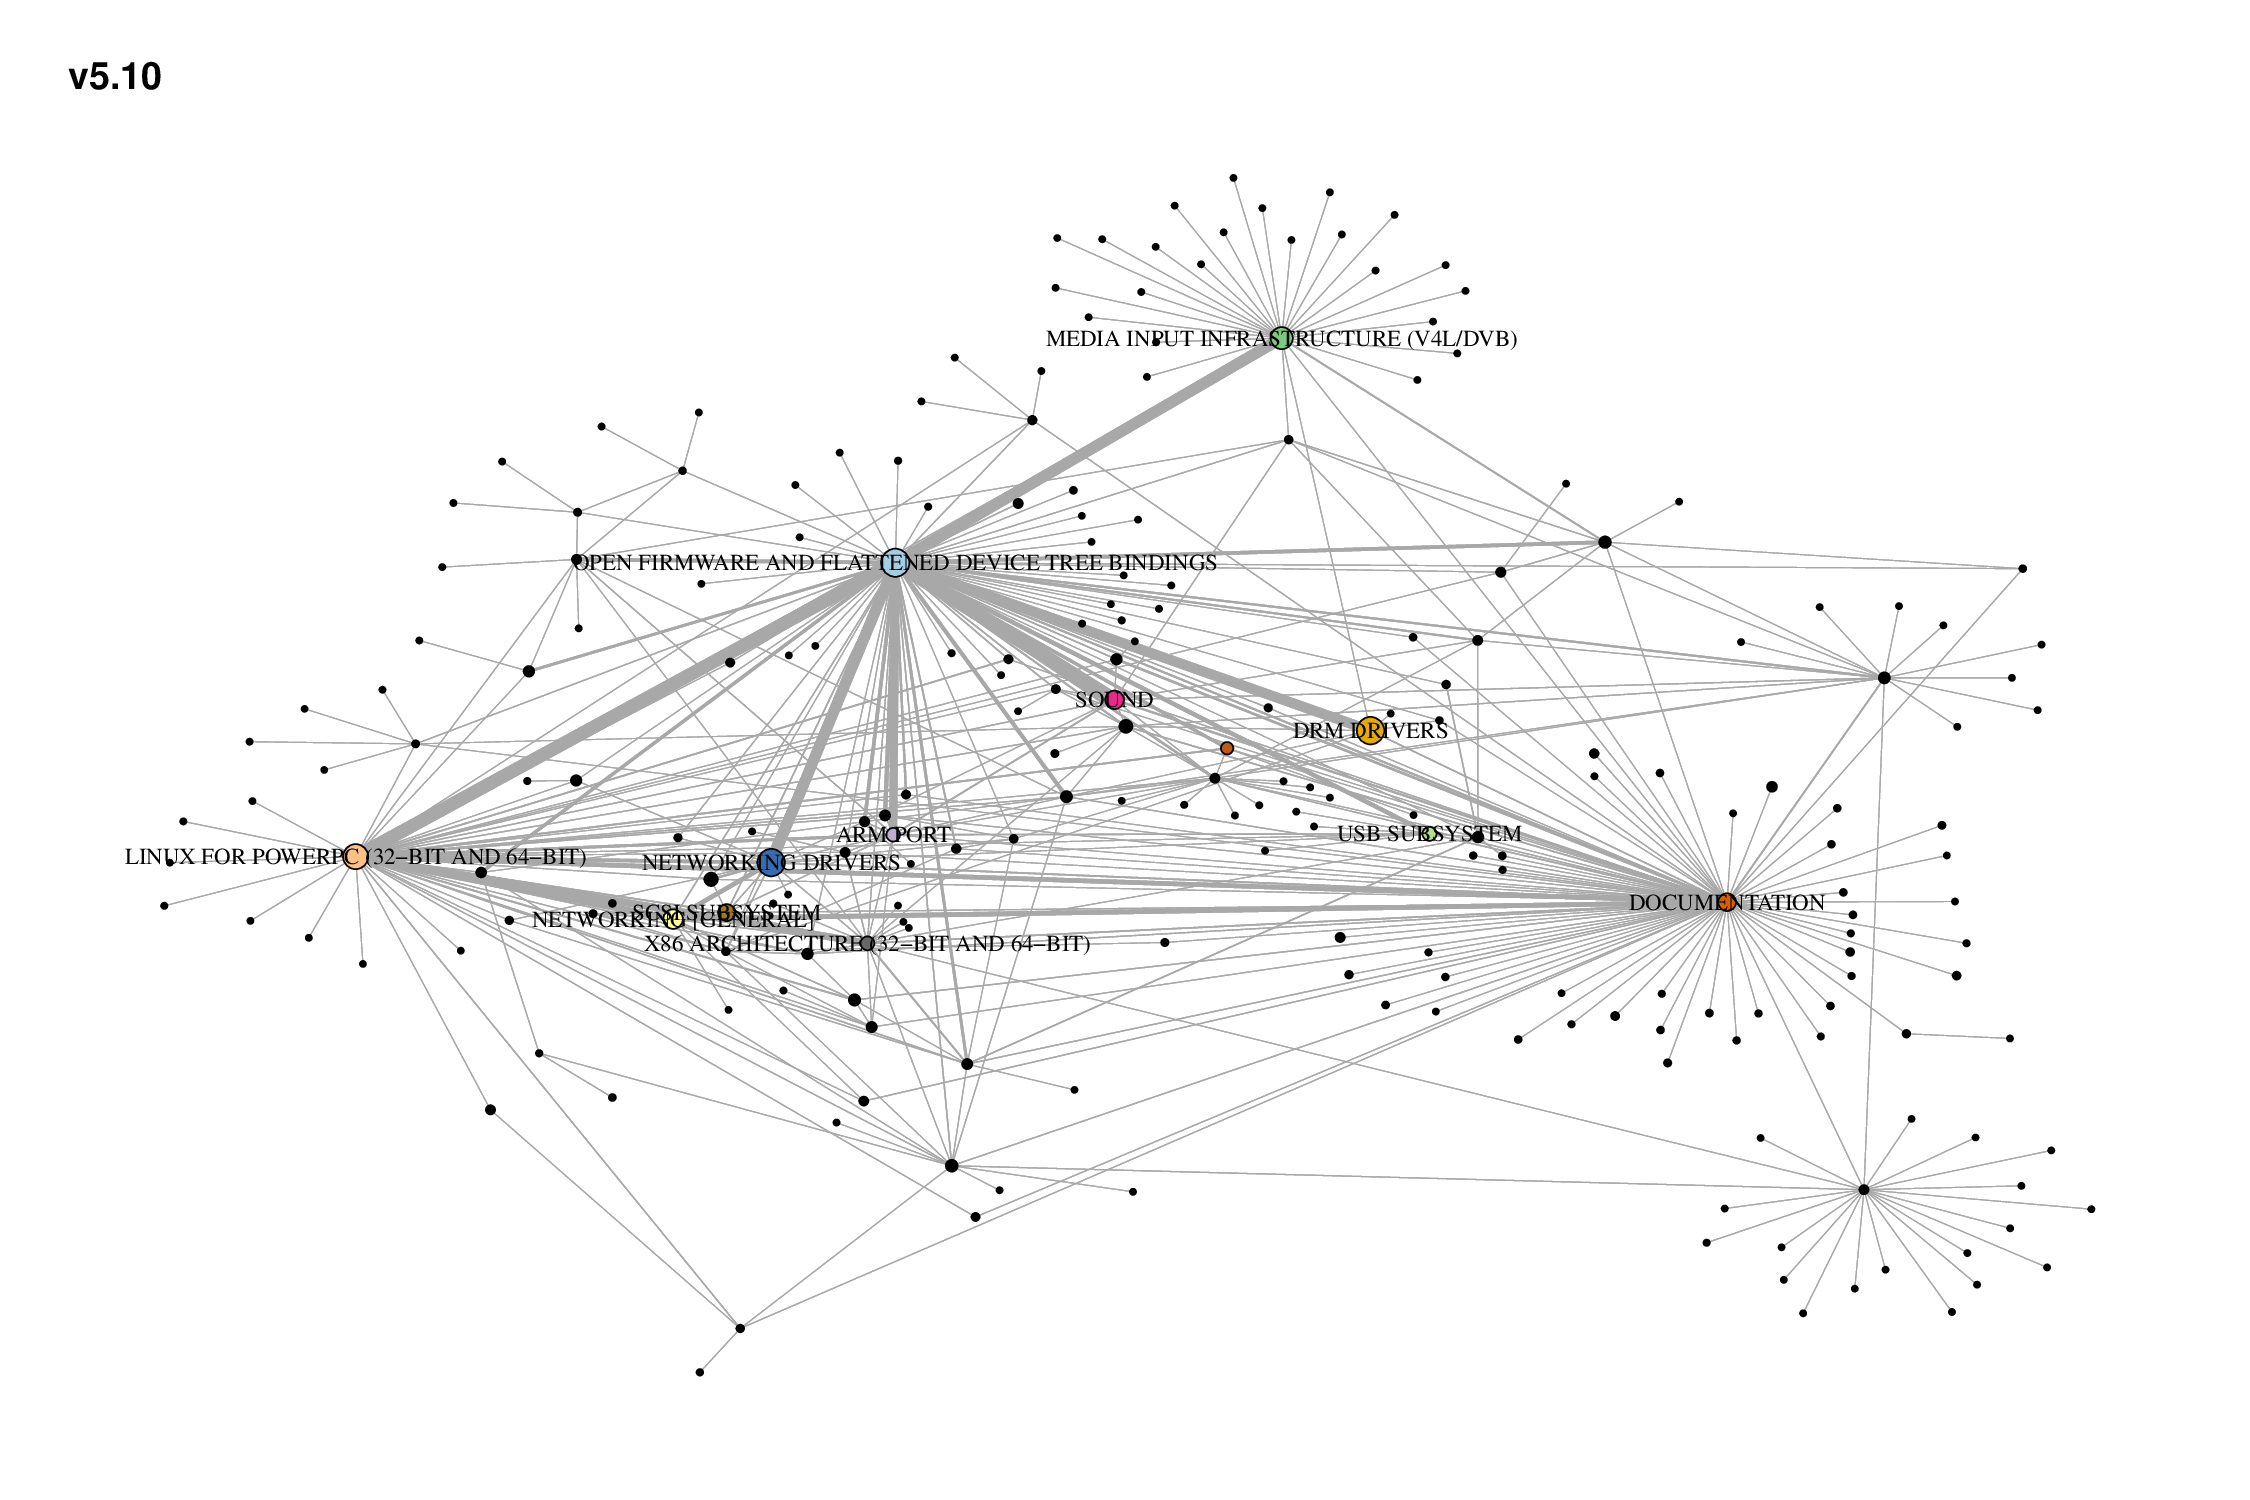 v5.10
MEDIA INPUT INFRASTRUCTURE (V4L/DVB)
OPEN FIRMWARE AND FLATTENED DEVICE TREE BINDINGS
SOUND
DRM DRIVERS
ARM PORT
USB SUBSYSTEM
LINUX FOR POWERPC (32−BIT AND 64−BIT)
NETWORKING DRIVERS
DOCUMENTATION
SCSI SUBSYSTEM
NETWORKING [GENERAL]
X86 ARCHITECTURE (32−BIT AND 64−BIT)